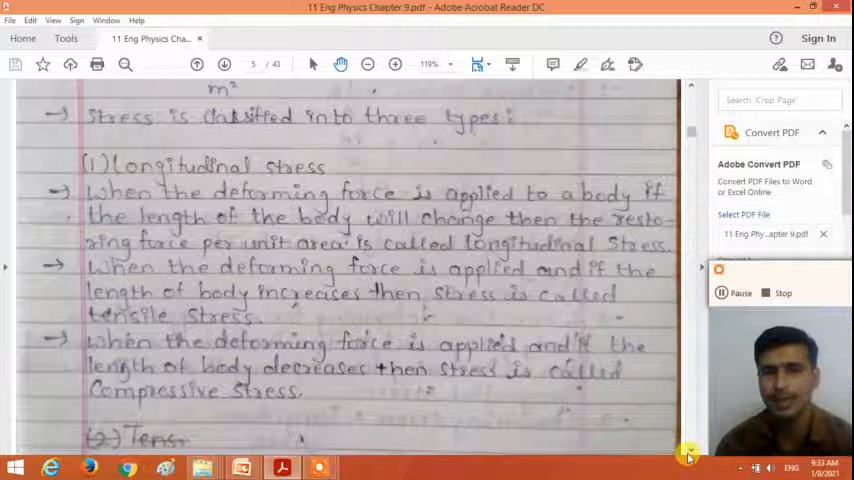 11 Eng Physics Chapter 9.pdf - Adobe Acrobat Reader DC
File Edit View Sign Window Help
Home Tools 11 Eng Physics Cha... × Sign In
5 / 43 119%
m²
→ Stress is classified into three types:
(1) Longitudinal stress
→ When the deforming force is applied to a body if
the length of the body will change then the resto-
ring force per unit area is called longitudinal stress.
→ When the deforming force is applied and if the
length of body increases then stress is called
tensile stress.
→ When the deforming force is applied and if the
length of body decreases then stress is called
Compressive stress.
(2) Tens
Search 'Crop Page'
Convert PDF
Adobe Convert PDF
Convert PDF Files to Word
or Excel Online
Select PDF File
11 Eng Phy...apter 9.pdf ×
Pause Stop
ENG 9:33 AM
1/8/2021